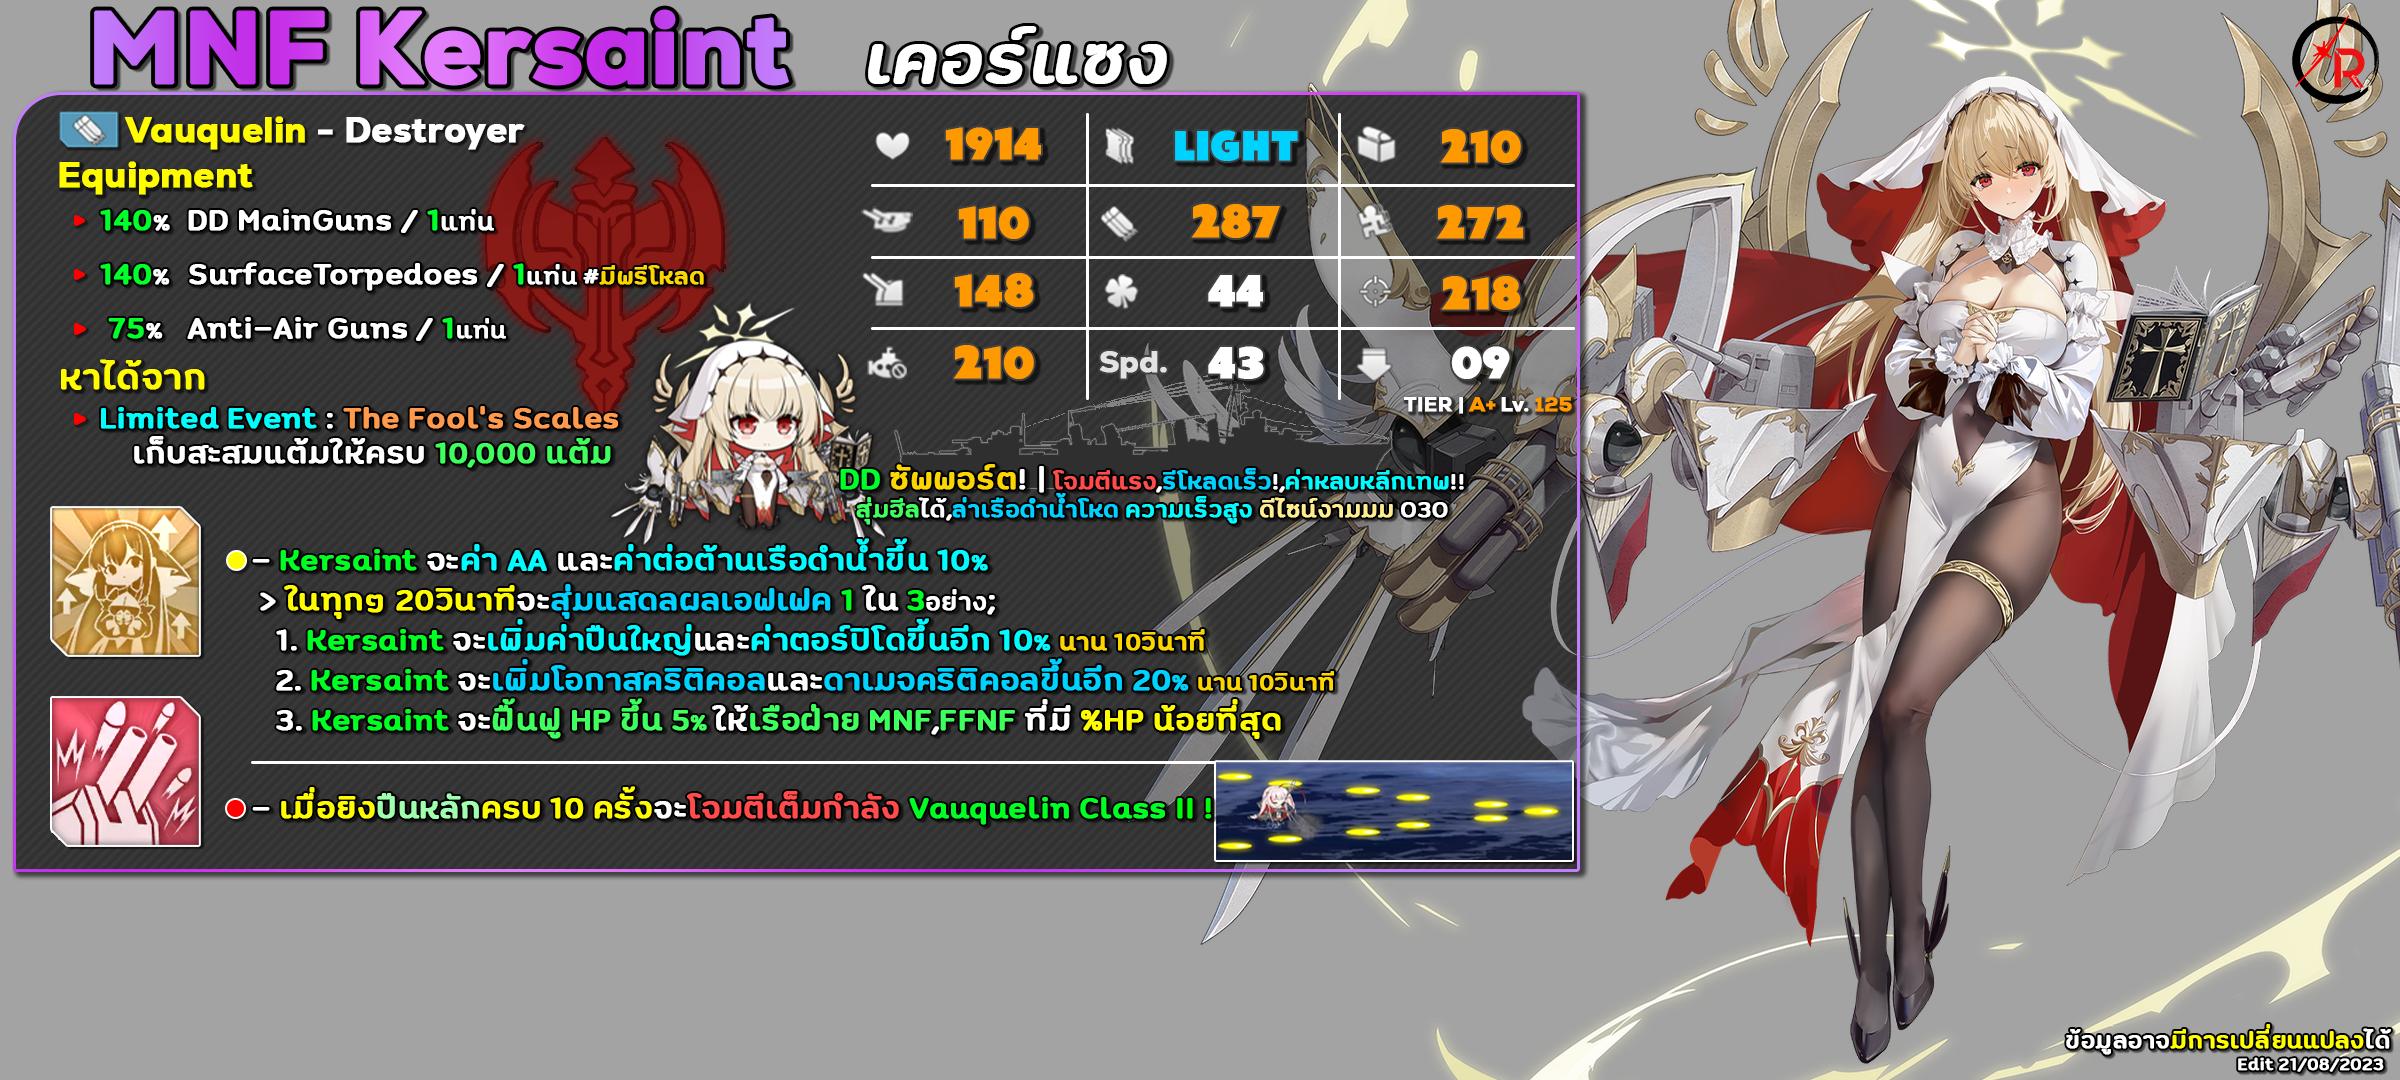 MNF Kersaint เคอร์แซง
Vauquelin - Destroyer
Equipment
140% DD MainGuns / 1แท่น
140% SurfaceTorpedoes / 1แท่น #มีพรีโหลด
75% Anti-Air Guns / 1แท่น
หาได้จาก
Limited Event : The Fool's Scales
เก็บสะสมแต้มให้ครบ 10,000 แต้ม
1914 LIGHT 210
110 287 272
148 44 218
210 Spd. 43 09
TIER | A+ Lv. 125
DD ซัพพอร์ต! | โจมตีแรง,รีโหลดเร็ว!,ค่าหลบหลีกเทพ!!
สุ่มฮีลได้,ล่าเรือดำน้ำโหด ความเร็วสูง ดีไซน์งามมม O3O
- Kersaint จะค่า AA และค่าต่อต้านเรือดำน้ำขึ้น 10%
> ในทุกๆ 20วินาทีจะสุ่มแสดลผลเอฟเฟค 1 ใน 3อย่าง;
1. Kersaint จะเพิ่มค่าปืนใหญ่และค่าตอร์ปิโดขึ้นอีก 10% นาน 10วินาที
2. Kersaint จะเพิ่มโอกาสคริติคอลและดาเมจคริติคอลขึ้นอีก 20% นาน 10วินาที
3. Kersaint จะฟื้นฟู HP ขึ้น 5% ให้เรือฝ่าย MNF,FFNF ที่มี %HP น้อยที่สุด
- เมื่อยิงปืนหลักครบ 10 ครั้งจะโจมตีเต็มกำลัง Vauquelin Class II !
R
ข้อมูลอาจมีการเปลี่ยนแปลงได้
Edit 21/08/2023